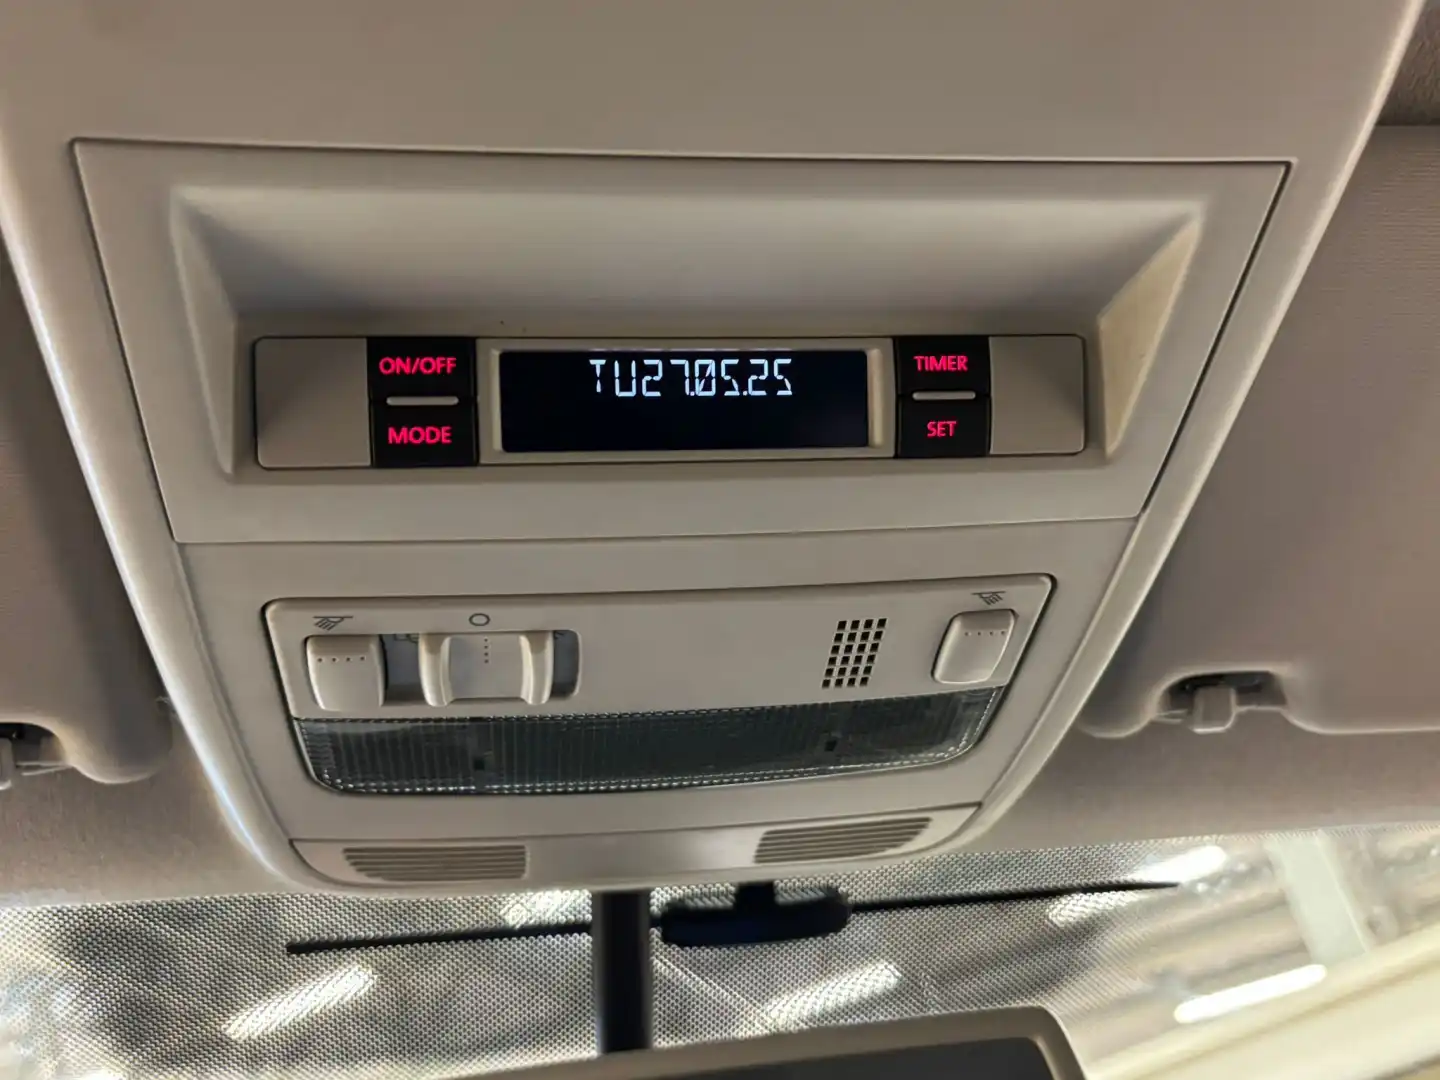 ON/OFF
MODE
TU27.05.25
TIMER
SET